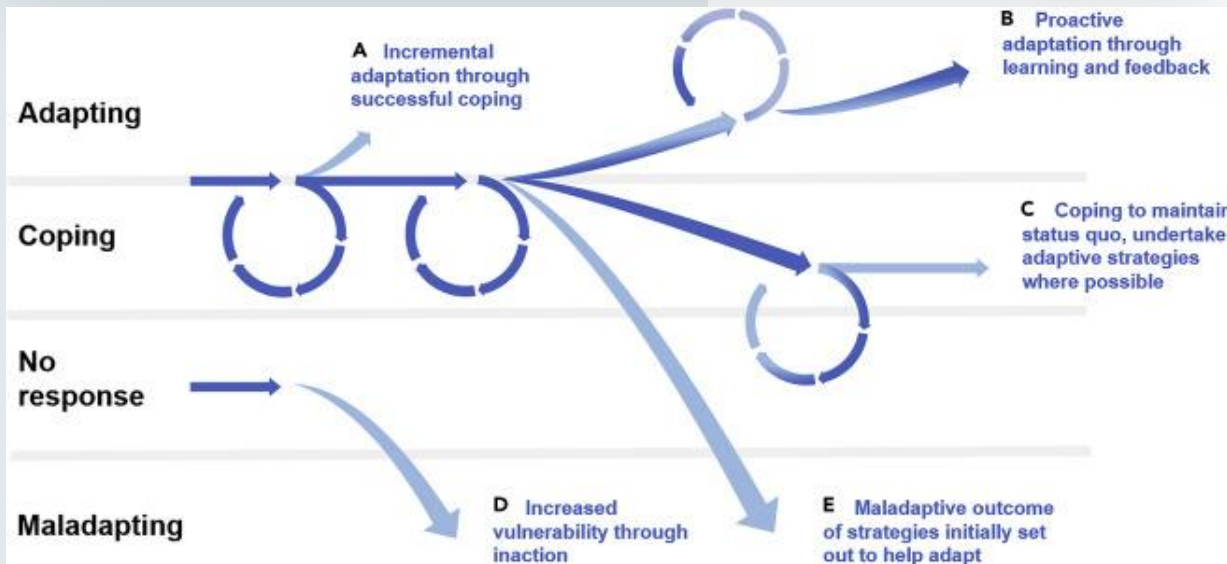 Adapting
A Incremental
adaptation through
successful coping
B Proactive
adaptation through
learning and feedback
Coping
C Coping to maintain
status quo, undertake
adaptive strategies
where possible
No
response
Maladapting
D Increased
vulnerability through
inaction
E Maladaptive outcome
of strategies initially set
out to help adapt